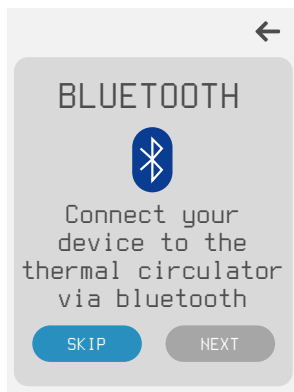 BLUETOOTH
Connect your
device to the
thermal circulator
via bluetooth
SKIP
NEXT